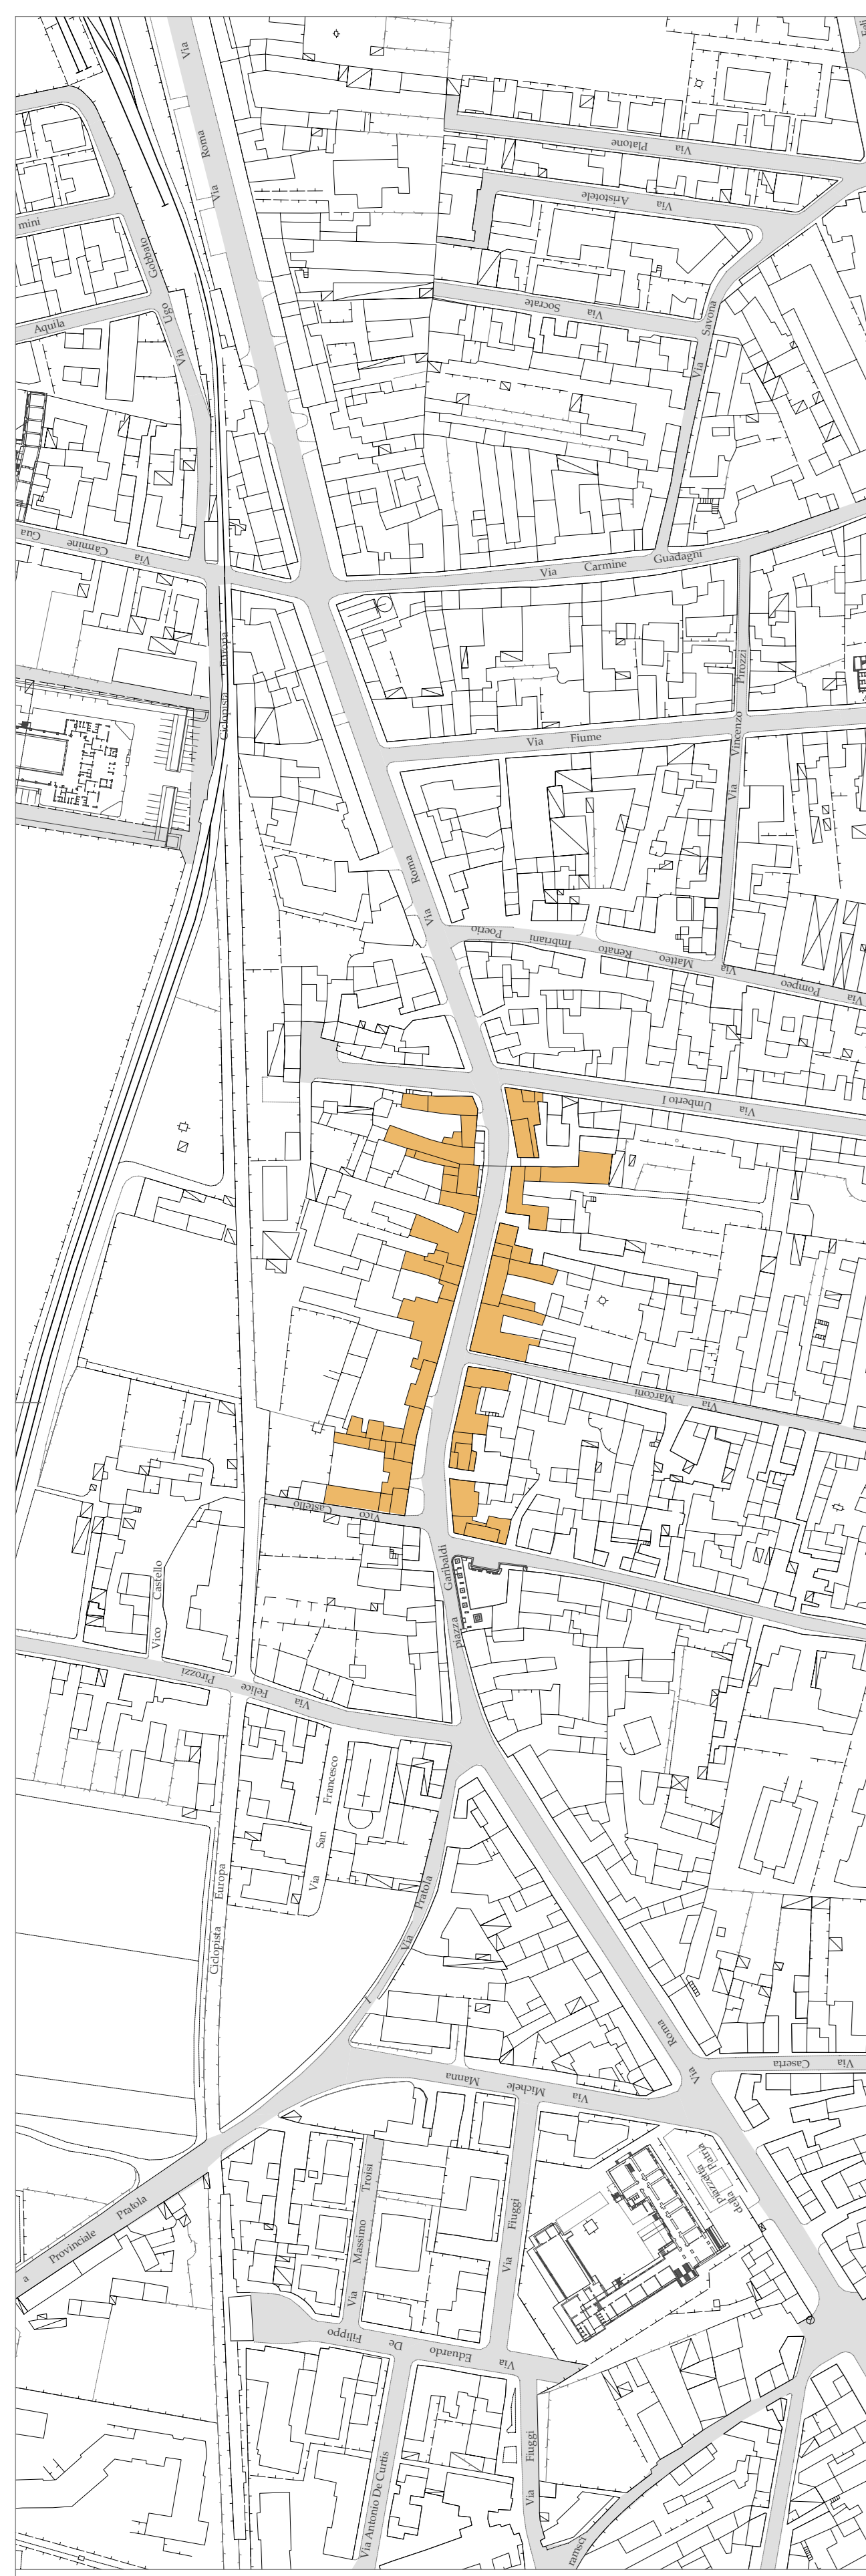 Via
Roma
Via
Via Platone
Via Aristotele
mini
Via Ugo Gobbato
Aquila
Via Socrate
Via Savona
Via Carmine Gua
Via Carmine Guadagni
Ciclopista Europa
Via Fiume
Via Vincenzo Pirozzi
Via Roma
Via Matteo Renato Imbriani Poerio
Via Pompeo
Via Umberto I
Via Marconi
Vico Castello
piazza Garibaldi
Vico Castello
Via Felice Pirozzi
Via San Francesco
Ciclopista Europa
Via Pratola
Via Roma
Via Caserta
Via Michele Manna
Piazzetta della Patria
a Provinciale Pratola
Via Massimo Troisi
Via Fiuggi
Via Eduardo De Filippo
Via Antonio De Curtis
Via Fiuggi
ramsci